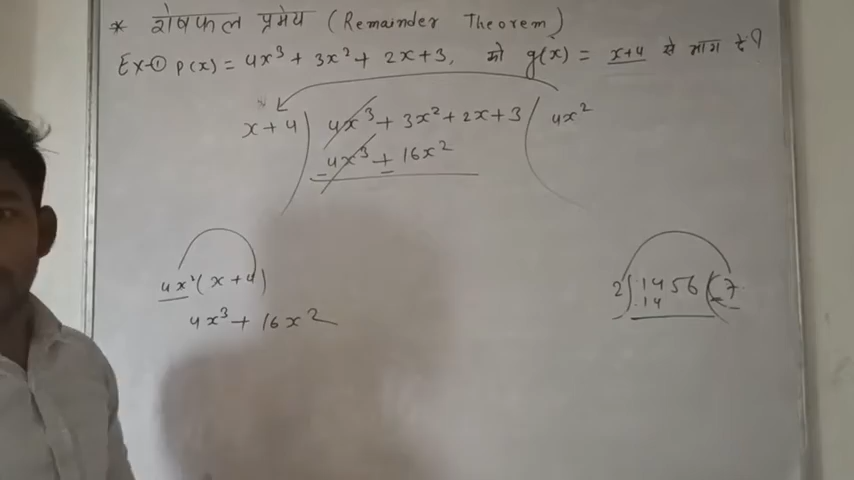 * शेषफल प्रमेय (Remainder Theorem)
Ex-① P(x) = 4x³ + 3x² + 2x + 3, को g(x) = x+4 से भाग दें?
x + 4 ) 4x³ + 3x² + 2x + 3 ( 4x²
-4x³ + 16x²
-
4x²(x + 4)
4x³ + 16x²
2 ) 1456 ( 7
14